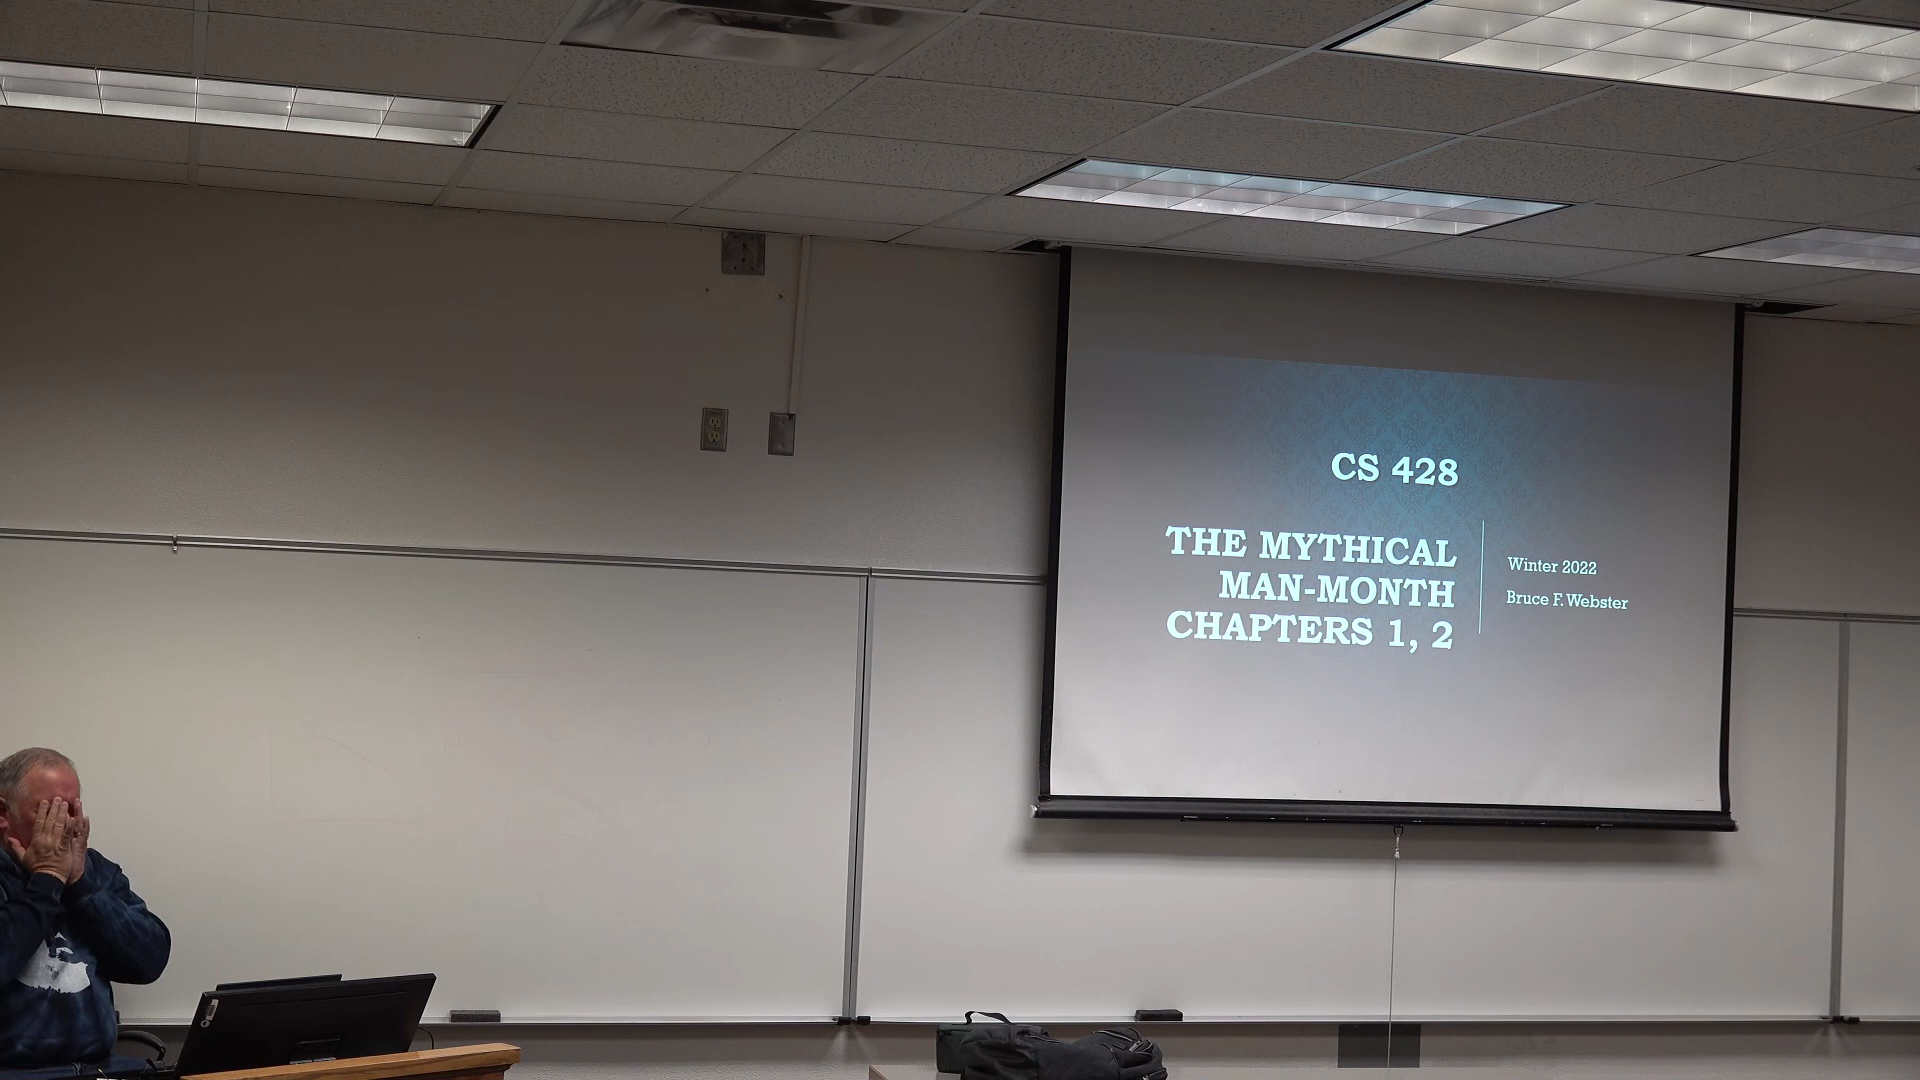 CS 428
THE MYTHICAL
MAN-MONTH
CHAPTERS 1, 2
Winter 2022
Bruce F. Webster